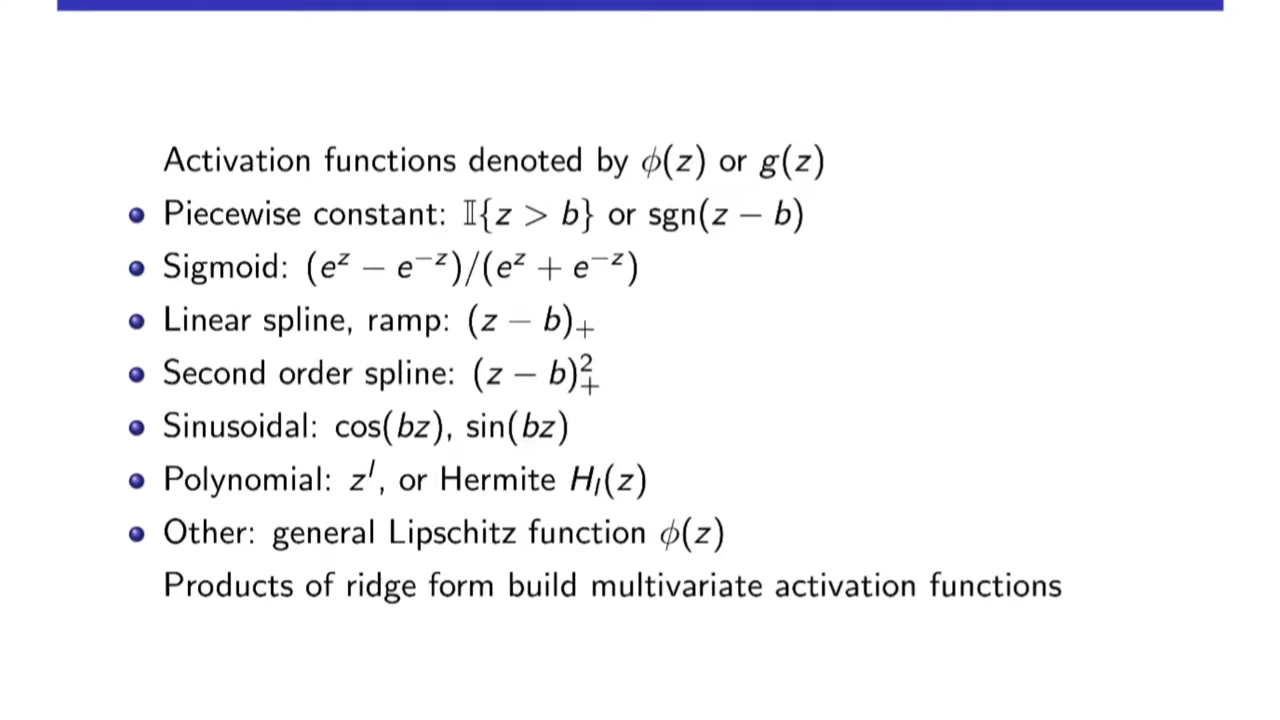 Activation functions denoted by ϕ(z) or g(z)
Piecewise constant: 𝕀{z > b} or sgn(z − b)
Sigmoid: (e^z − e^{−z})/(e^z + e^{−z})
Linear spline, ramp: (z − b)_+
Second order spline: (z − b)_+^2
Sinusoidal: cos(bz), sin(bz)
Polynomial: z^l, or Hermite H_l(z)
Other: general Lipschitz function ϕ(z)
Products of ridge form build multivariate activation functions